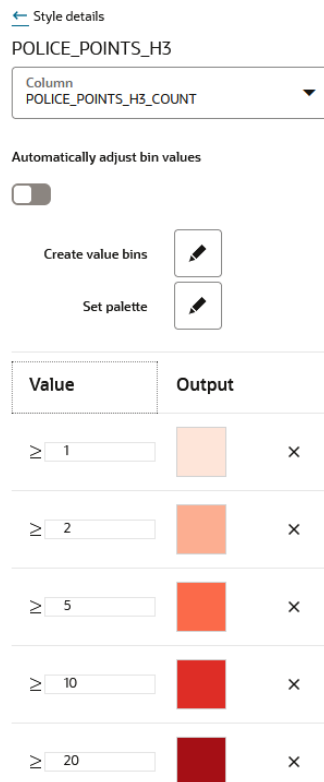 ← Style details
POLICE_POINTS_H3
Column
POLICE_POINTS_H3_COUNT
Automatically adjust bin values
Create value bins
Set palette
Value Output
≥ 1 ×
≥ 2 ×
≥ 5 ×
≥ 10 ×
≥ 20 ×